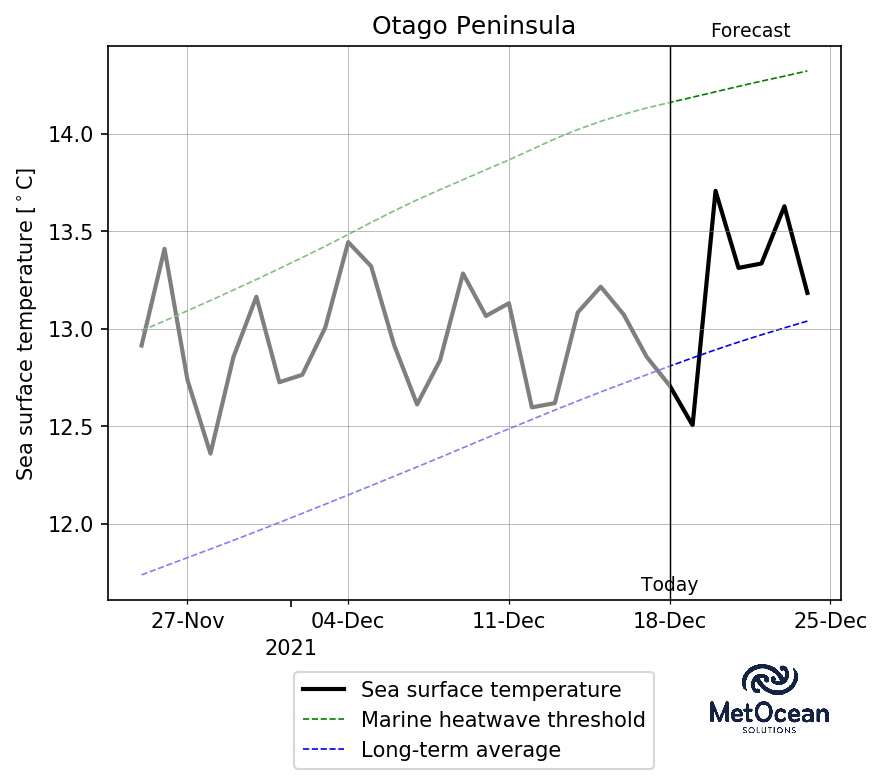 Otago Peninsula
Forecast
Sea surface temperature [°C]
14.0
13.5
13.0
12.5
12.0
Today
27-Nov 04-Dec 11-Dec 18-Dec 25-Dec
2021
Sea surface temperature
Marine heatwave threshold
Long-term average
MetOcean
SOLUTIONS